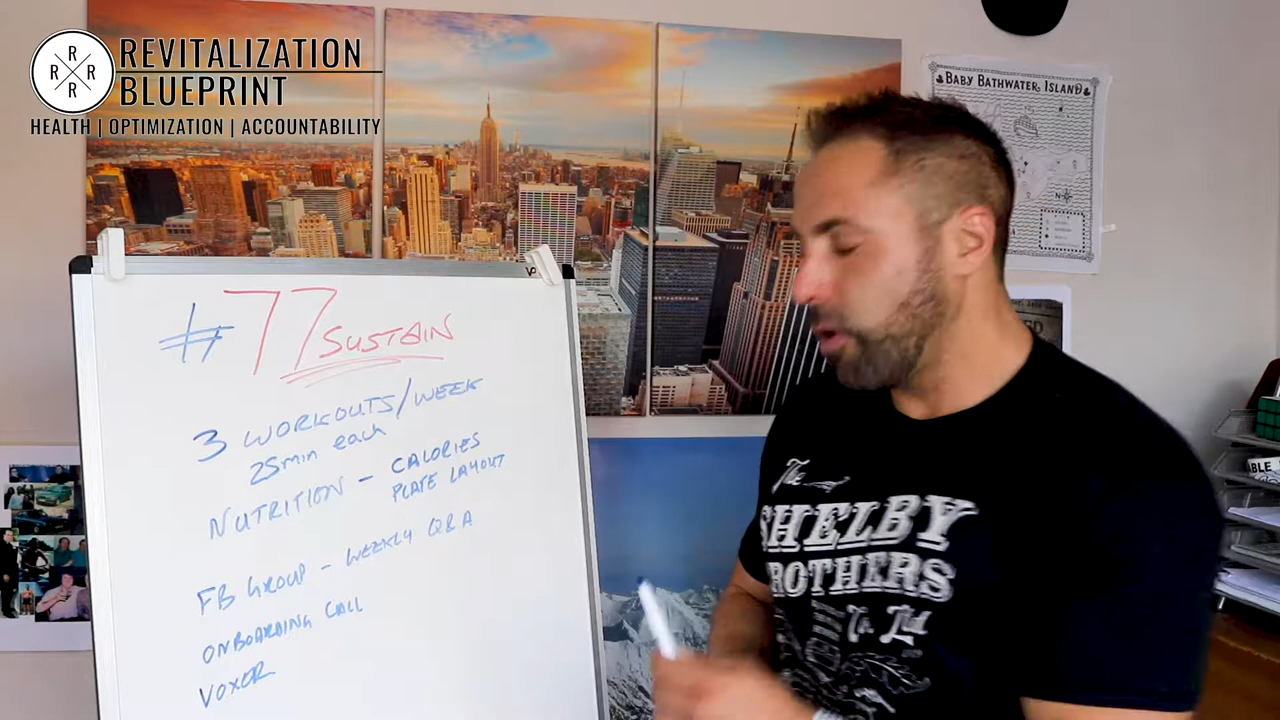 R
R R
R
REVITALIZATION
BLUEPRINT
HEALTH | OPTIMIZATION | ACCOUNTABILITY
BABY BATHWATER ISLAND
N
#77 SUSTAIN
3 WORKOUTS/WEEK
25min each
NUTRITION - CALORIES
PLATE LAYOUT
FB GROUP - WEEKLY Q&A
ONBOARDING CALL
VOXER
The
SHELBY
BROTHERS
Ltd
ABLE